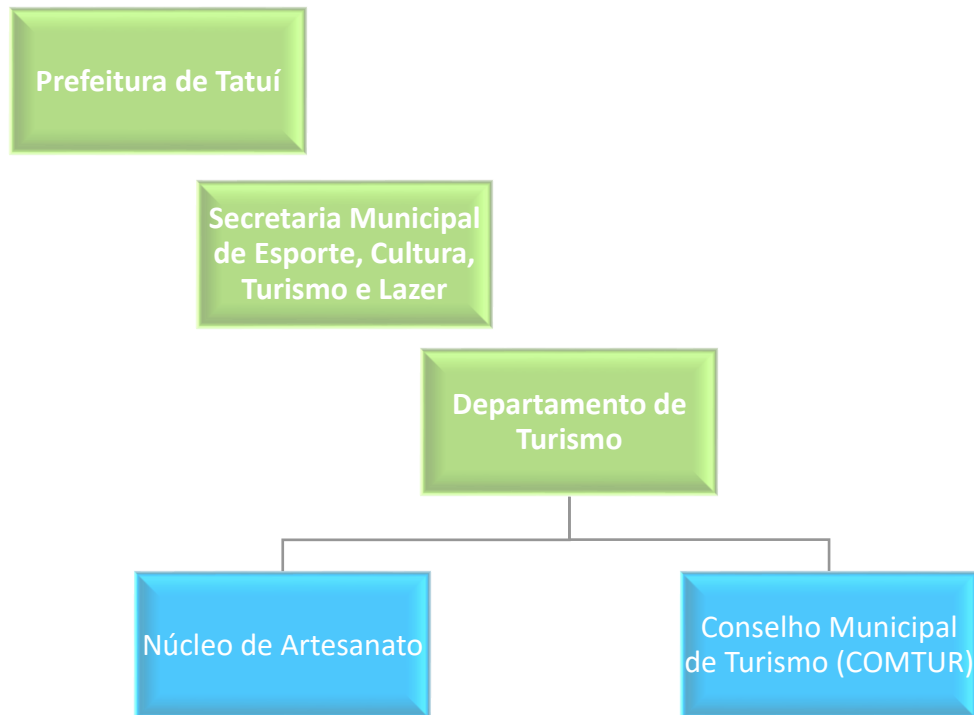 Prefeitura de Tatuí
Secretaria Municipal
de Esporte, Cultura,
Turismo e Lazer
Departamento de
Turismo
Núcleo de Artesanato
Conselho Municipal
de Turismo (COMTUR)